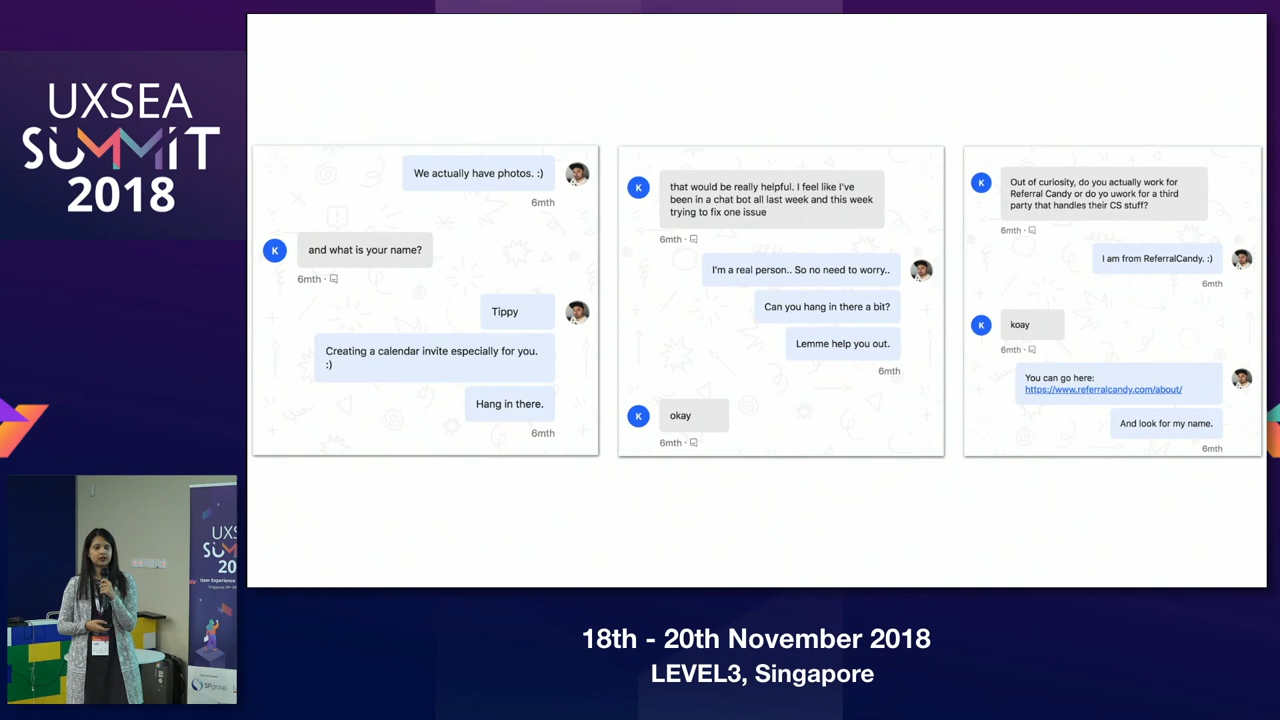 UXSEA
SUMMIT
2018
We actually have photos. :)
6mth
K
and what is your name?
6mth
Tippy
Creating a calendar invite especially for you.
:)
Hang in there.
6mth
K
that would be really helpful. I feel like I've
been in a chat bot all last week and this week
trying to fix one issue
6mth
I'm a real person.. So no need to worry..
Can you hang in there a bit?
Lemme help you out.
6mth
K
okay
6mth
K
Out of curiosity, do you actually work for
Referral Candy or do yo uwork for a third
party that handles their CS stuff?
6mth
I am from ReferralCandy. :)
6mth
K
koay
6mth
You can go here:
https://www.referralcandy.com/about/
And look for my name.
6mth
UXS
SU
20
User Experience
SPgroup
18th - 20th November 2018
LEVEL3, Singapore